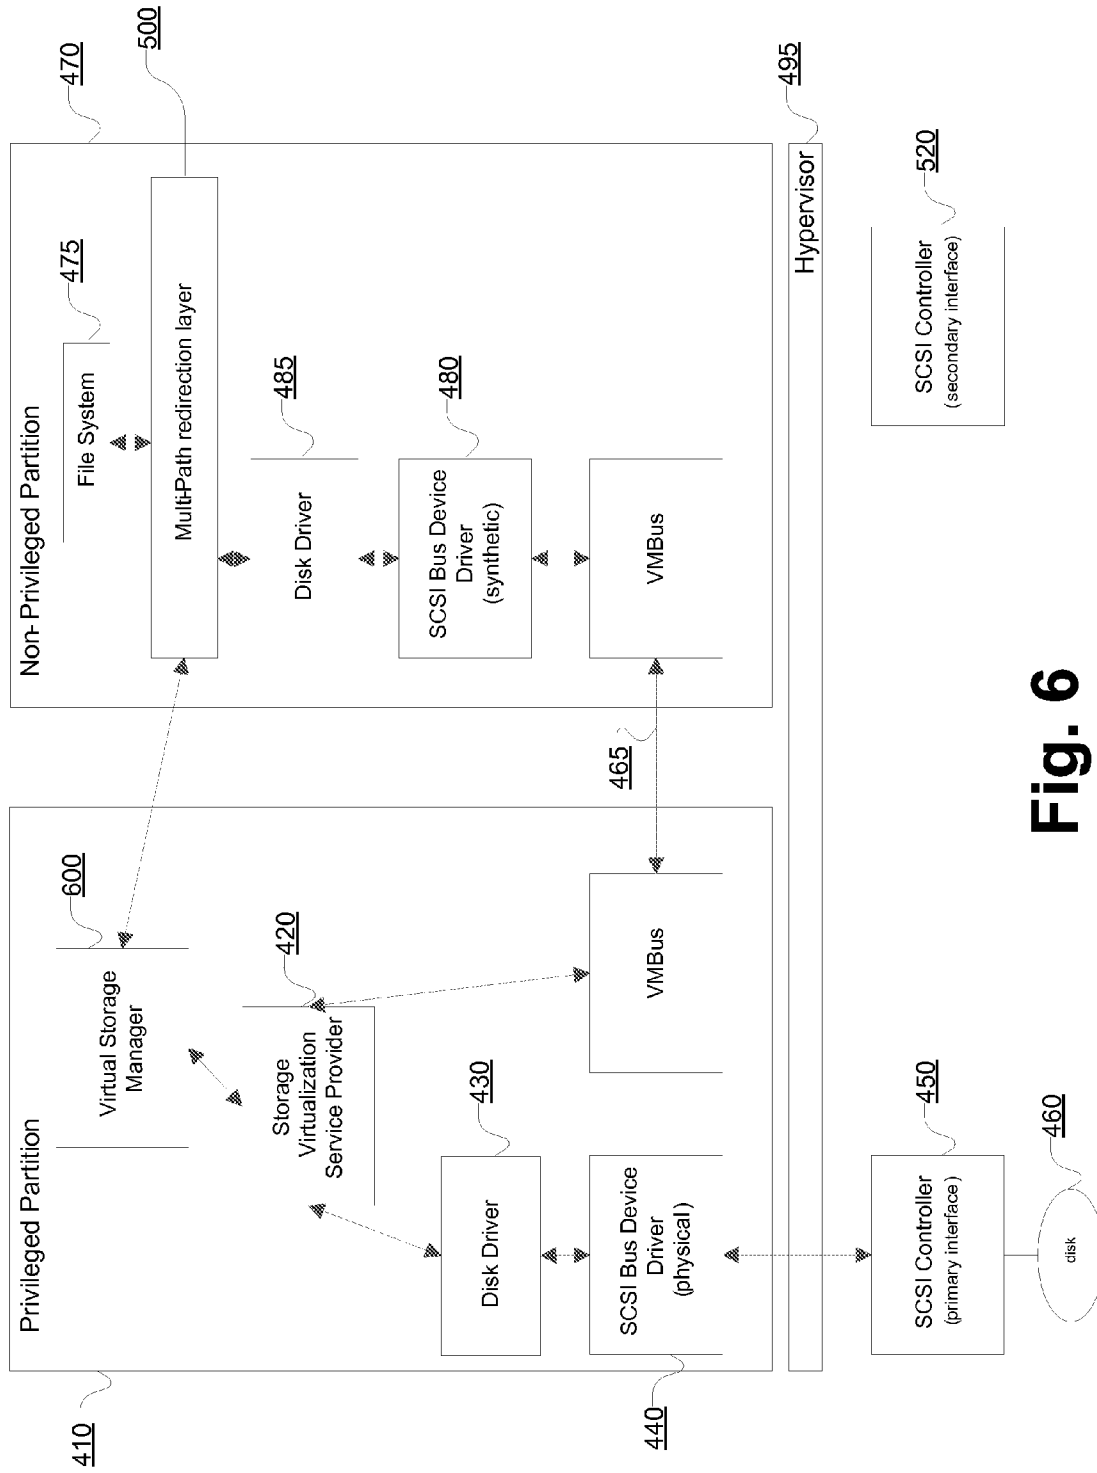 Privileged Partition
410
Virtual Storage
Manager
600
Storage
Virtualization
Service Provider
420
Disk Driver
430
SCSI Bus Device
Driver
(physical)
440
VMBus
465
Non-Privileged Partition
470
File System
475
Multi-Path redirection layer
500
Disk Driver
485
SCSI Bus Device
Driver
(synthetic)
480
VMBus
Hypervisor
495
SCSI Controller
(primary interface)
450
disk
460
SCSI Controller
(secondary interface)
520
Fig. 6